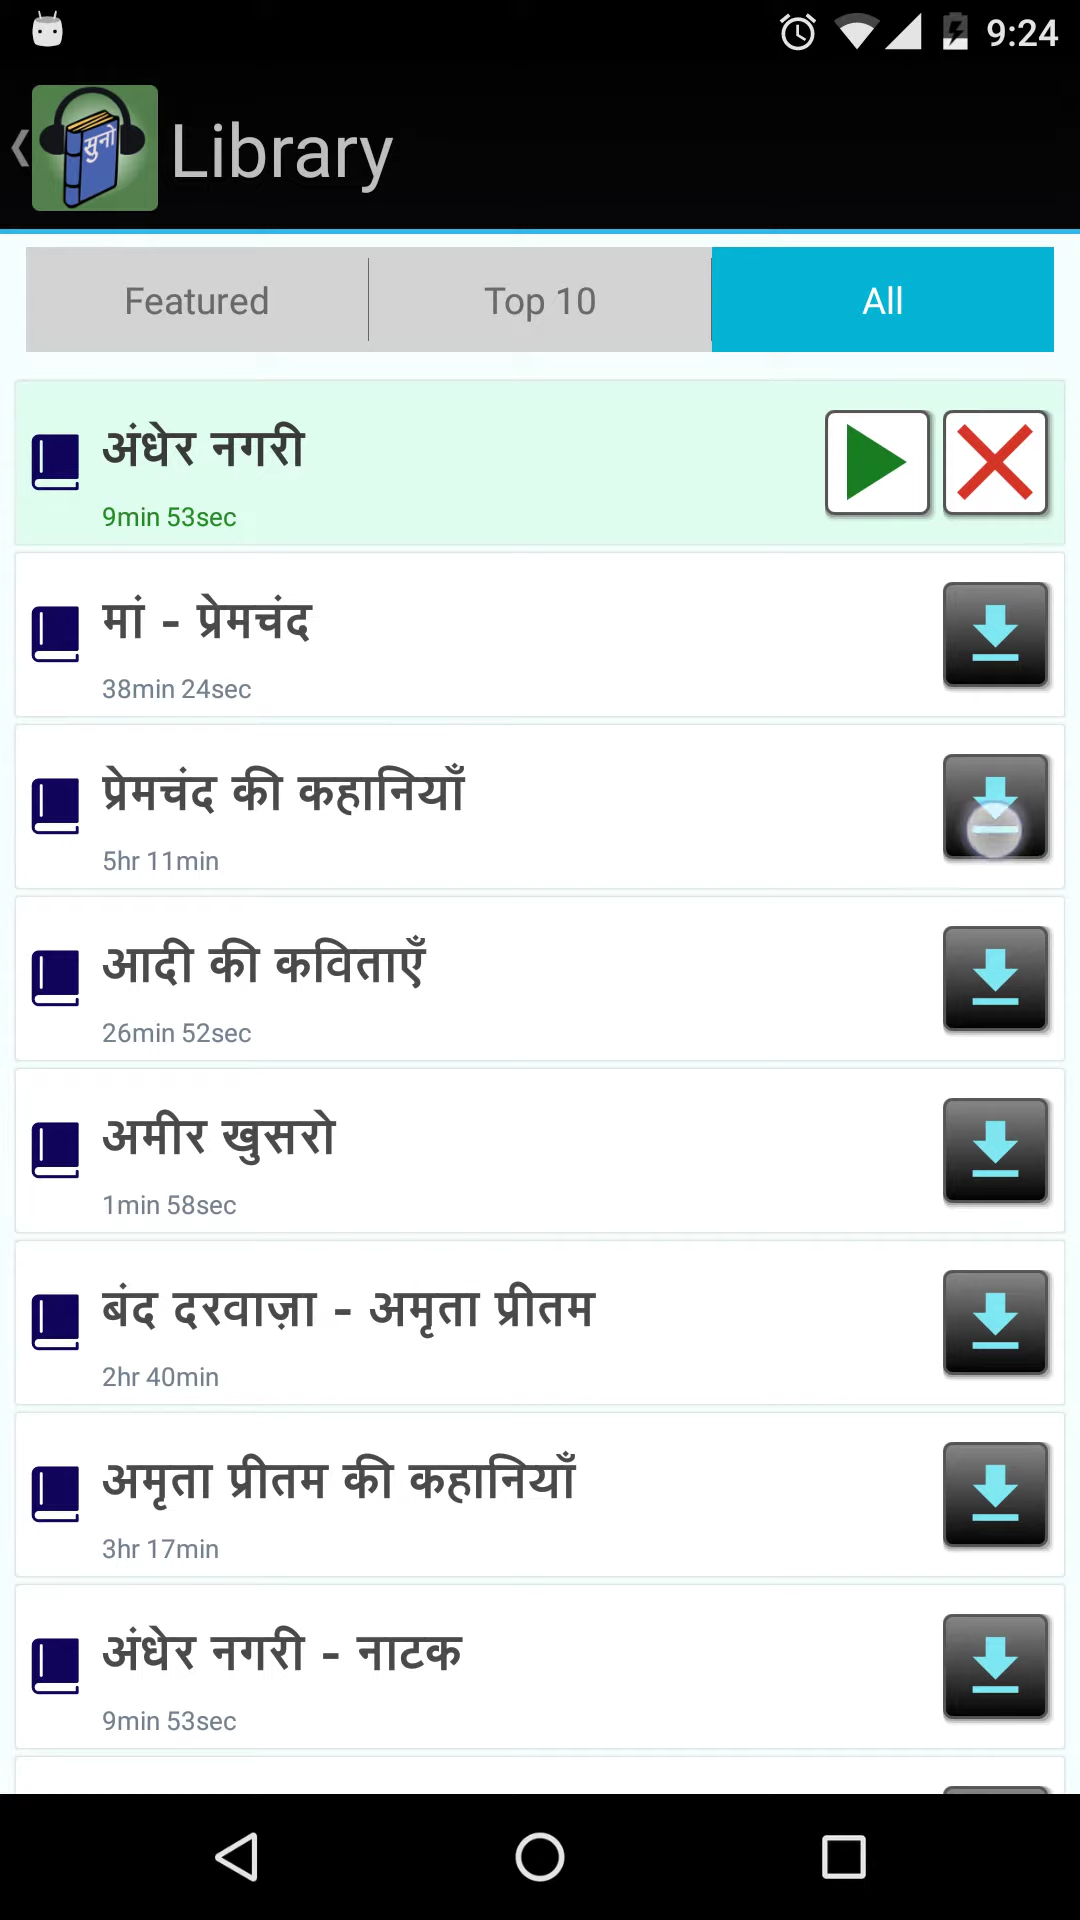 9:24
सुनो
Library
Featured
Top 10
All
अंधेर नगरी
9min 53sec
मां - प्रेमचंद
38min 24sec
प्रेमचंद की कहानियाँ
5hr 11min
आदी की कविताएँ
26min 52sec
अमीर खुसरो
1min 58sec
बंद दरवाज़ा - अमृता प्रीतम
2hr 40min
अमृता प्रीतम की कहानियाँ
3hr 17min
अंधेर नगरी - नाटक
9min 53sec